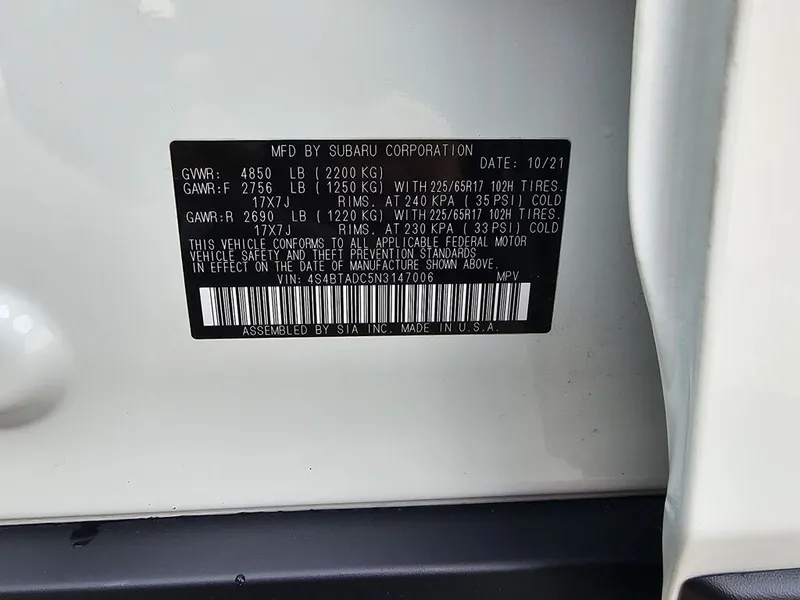 MFD BY SUBARU CORPORATION
DATE: 10/21
GVWR: 4850 LB (2200 KG)
GAWR:F 2756 LB (1250 KG) WITH 225/65R17 102H TIRES.
17X7J RIMS. AT 240 KPA (35 PSI) COLD
GAWR:R 2690 LB (1220 KG) WITH 225/65R17 102H TIRES.
17X7J RIMS. AT 230 KPA (33 PSI) COLD
THIS VEHICLE CONFORMS TO ALL APPLICABLE FEDERAL MOTOR
VEHICLE SAFETY AND THEFT PREVENTION STANDARDS
IN EFFECT ON THE DATE OF MANUFACTURE SHOWN ABOVE.
VIN: 4S4BTADC5N3147006 MPV
ASSEMBLED BY SIA INC. MADE IN U.S.A.